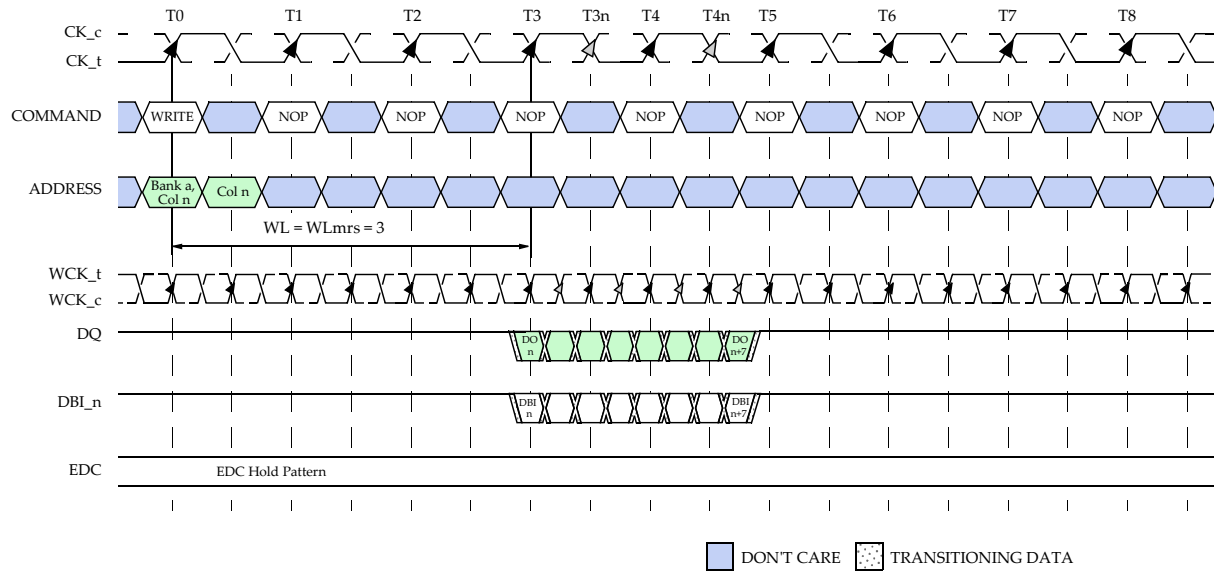 T0 T1 T2 T3 T3n T4 T4n T5 T6 T7 T8
CK_c
CK_t
COMMAND WRITE NOP NOP NOP NOP NOP NOP NOP NOP
ADDRESS Bank a, Col n Col n
WL = WLmrs = 3
WCK_t
WCK_c
DQ DO n DO n+7
DBI_n DBI n DBI n+7
EDC EDC Hold Pattern
DON'T CARE TRANSITIONING DATA